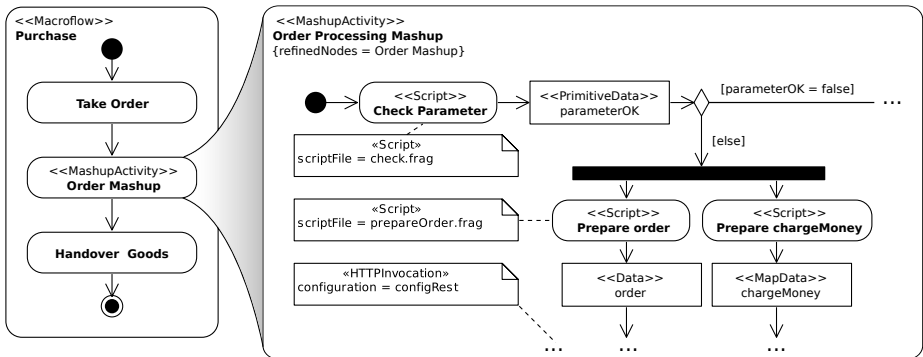 <<Macroflow>>
Purchase
Take Order
<<MashupActivity>>
Order Mashup
Handover Goods
<<MashupActivity>>
Order Processing Mashup
{refinedNodes = Order Mashup}
<<Script>>
Check Parameter
<<PrimitiveData>>
parameterOK
[parameterOK = false]
...
[else]
«Script»
scriptFile = check.frag
«Script»
scriptFile = prepareOrder.frag
<<Script>>
Prepare order
<<Script>>
Prepare chargeMoney
«HTTPInvocation»
configuration = configRest
<<Data>>
order
<<MapData>>
chargeMoney
...
...
...